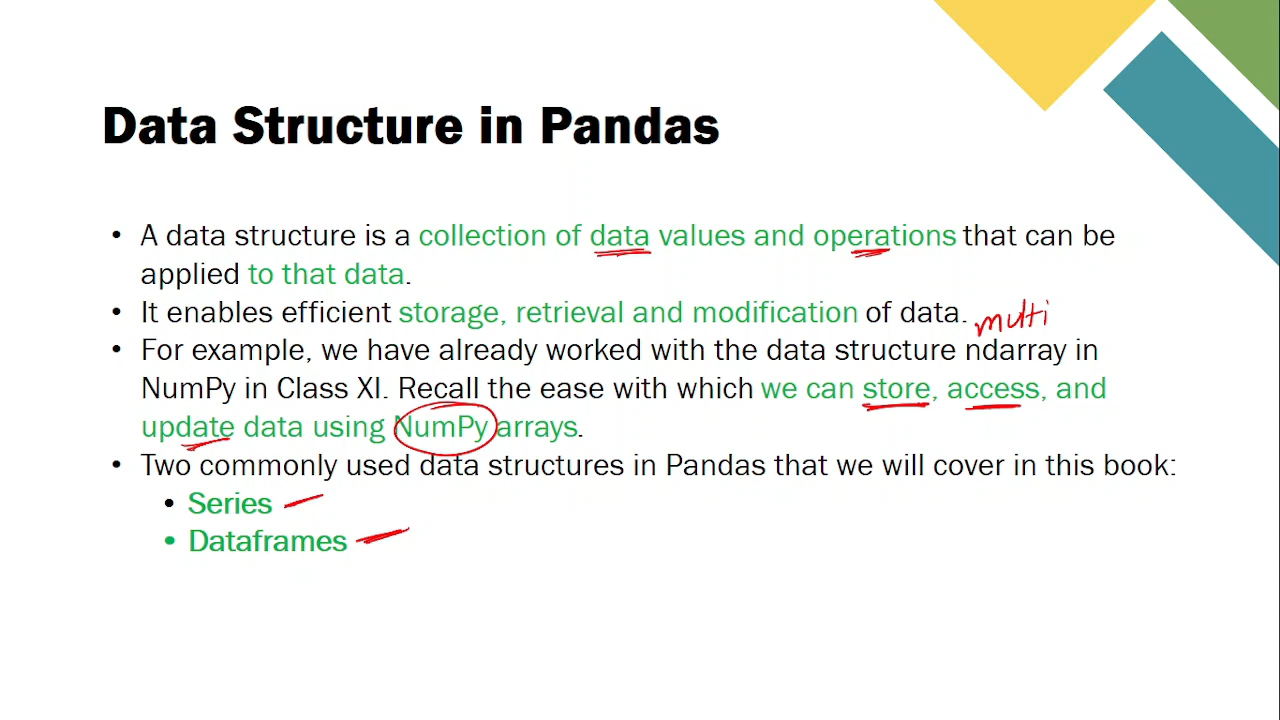 Data Structure in Pandas
• A data structure is a collection of data values and operations that can be
applied to that data.
• It enables efficient storage, retrieval and modification of data.
multi
• For example, we have already worked with the data structure ndarray in
NumPy in Class XI. Recall the ease with which we can store, access, and
update data using NumPy arrays.
• Two commonly used data structures in Pandas that we will cover in this book:
• Series
• Dataframes